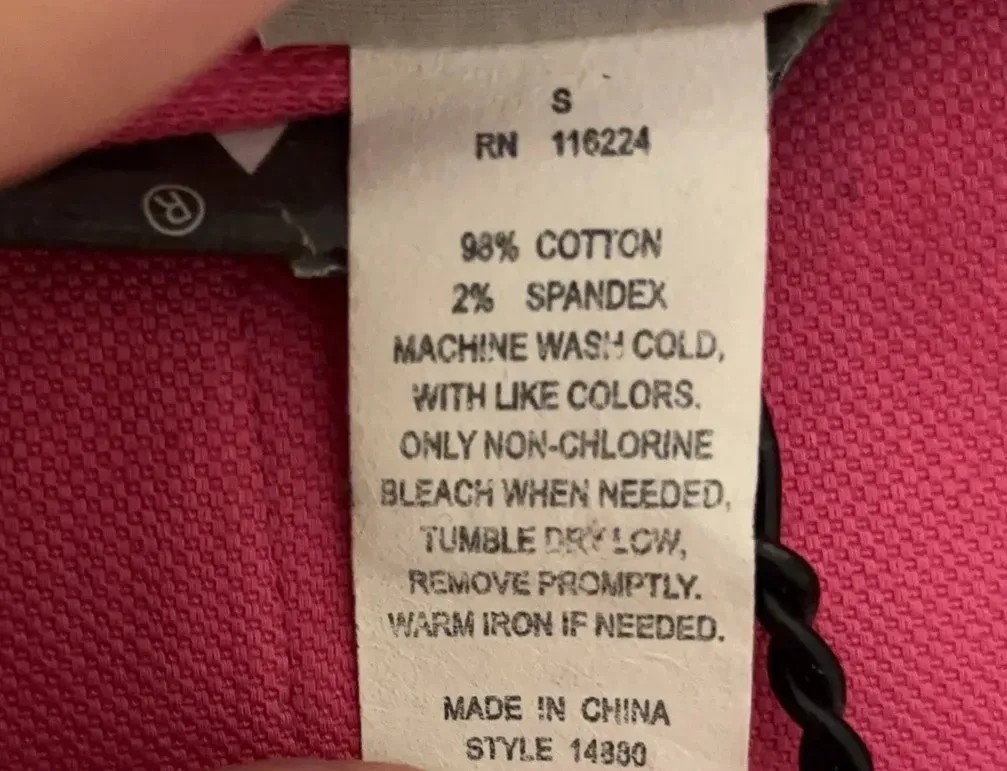 S
RN 116224
98% COTTON
2% SPANDEX
MACHINE WASH COLD,
WITH LIKE COLORS.
ONLY NON-CHLORINE
BLEACH WHEN NEEDED,
TUMBLE DRY LOW,
REMOVE PROMPTLY.
WARM IRON IF NEEDED.
MADE IN CHINA
STYLE 14880
®